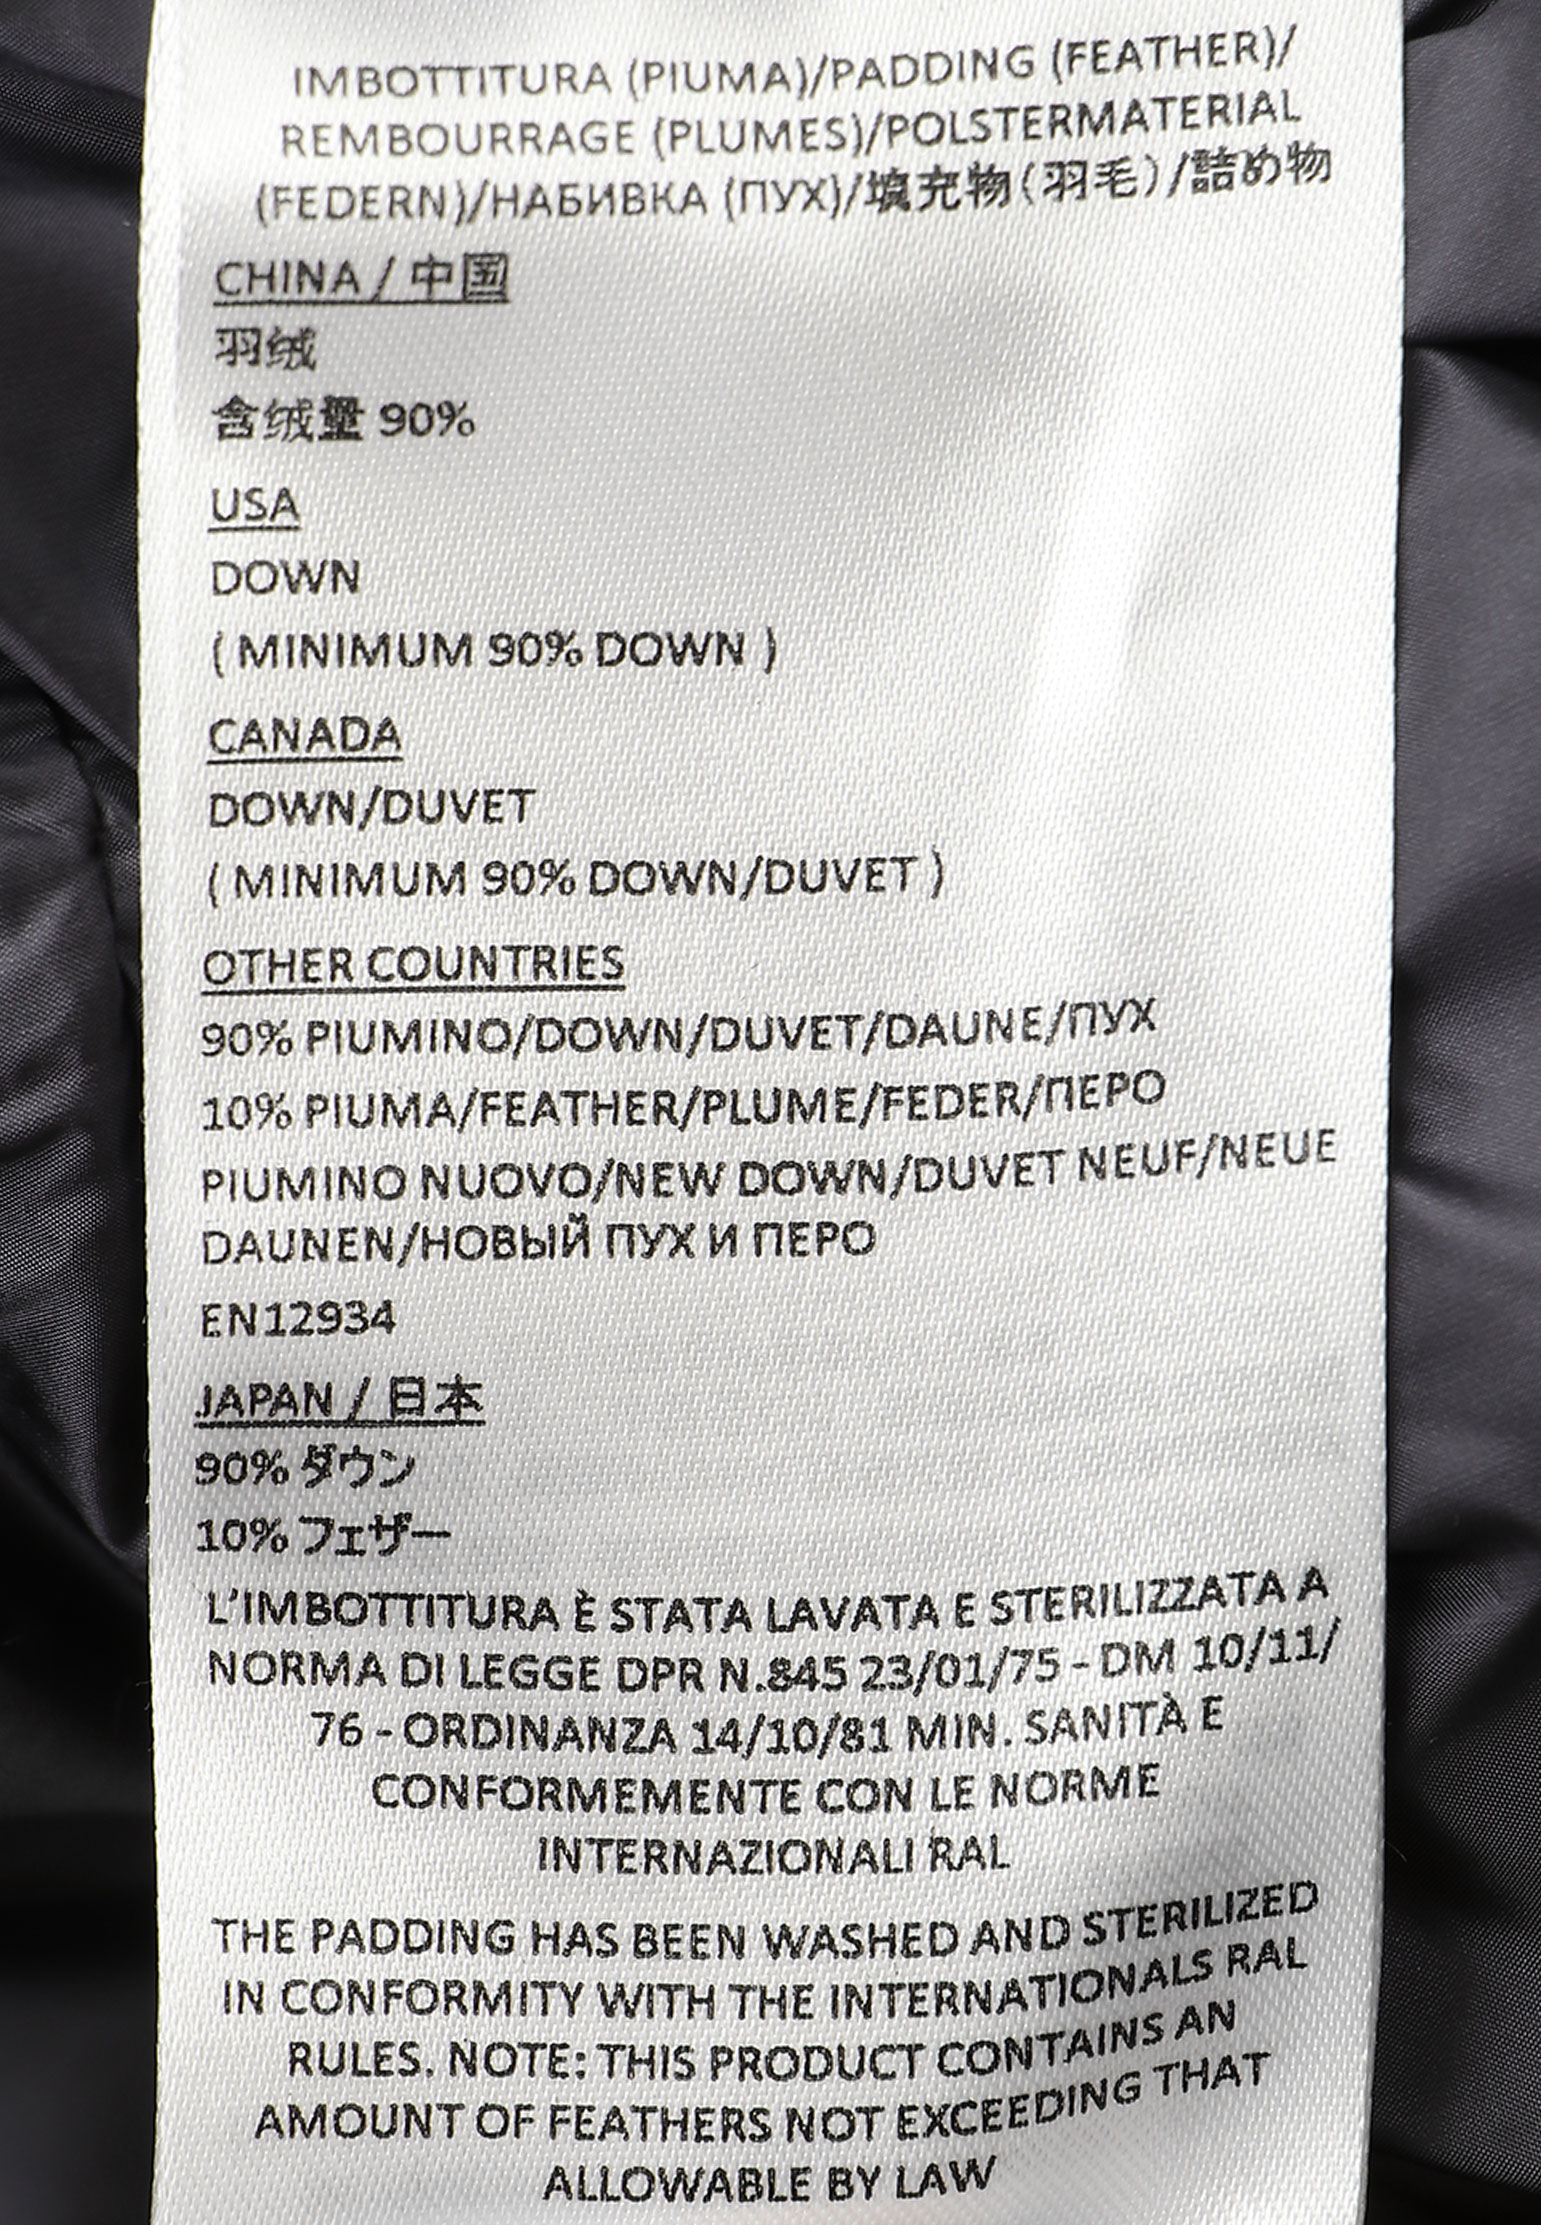 IMBOTTITURA (PIUMA)/PADDING (FEATHER)/
REMBOURRAGE (PLUMES)/POLSTERMATERIAL
(FEDERN)/НАБИВКА (ПУХ)/填充物(羽毛)/詰め物
CHINA / 中国
羽绒
含绒量 90%
USA
DOWN
( MINIMUM 90% DOWN )
CANADA
DOWN/DUVET
( MINIMUM 90% DOWN/DUVET )
OTHER COUNTRIES
90% PIUMINO/DOWN/DUVET/DAUNE/ПУХ
10% PIUMA/FEATHER/PLUME/FEDER/ПЕРО
PIUMINO NUOVO/NEW DOWN/DUVET NEUF/NEUE
DAUNEN/НОВЫЙ ПУХ И ПЕРО
EN12934
JAPAN / 日本
90% ダウン
10% フェザー
L'IMBOTTITURA È STATA LAVATA E STERILIZZATA A
NORMA DI LEGGE DPR N.845 23/01/75 - DM 10/11/
76 - ORDINANZA 14/10/81 MIN. SANITÀ E
CONFORMEMENTE CON LE NORME
INTERNAZIONALI RAL
THE PADDING HAS BEEN WASHED AND STERILIZED
IN CONFORMITY WITH THE INTERNATIONALS RAL
RULES. NOTE: THIS PRODUCT CONTAINS AN
AMOUNT OF FEATHERS NOT EXCEEDING THAT
ALLOWABLE BY LAW